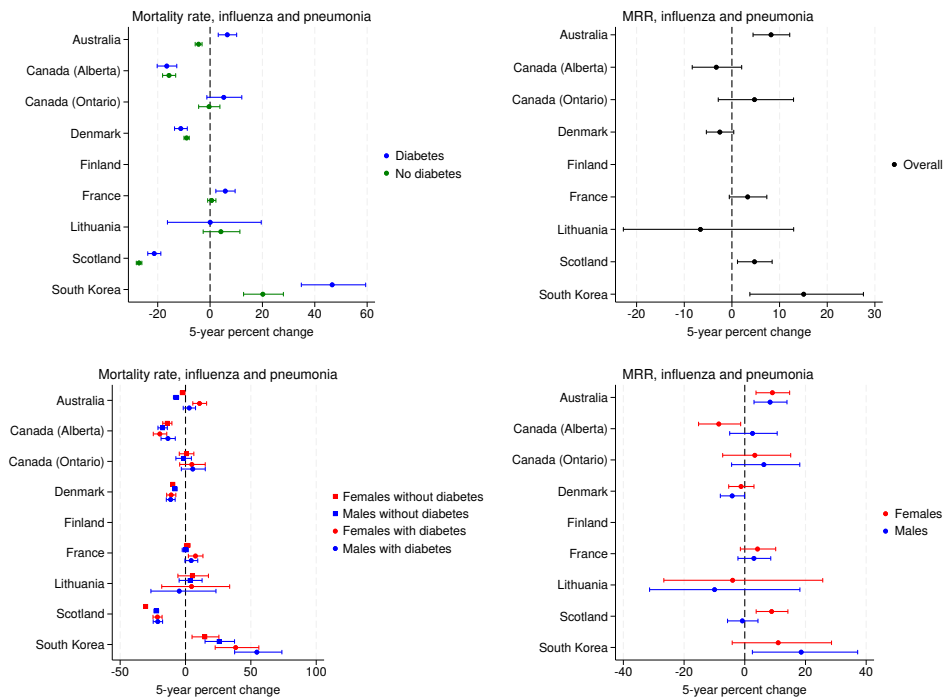 Mortality rate, influenza and pneumonia
Australia
Canada (Alberta)
Canada (Ontario)
Denmark
Finland
France
Lithuania
Scotland
South Korea
-20 0 20 40 60
5-year percent change
Diabetes
No diabetes
MRR, influenza and pneumonia
Australia
Canada (Alberta)
Canada (Ontario)
Denmark
Finland
France
Lithuania
Scotland
South Korea
-20 -10 0 10 20 30
5-year percent change
Overall
Mortality rate, influenza and pneumonia
Australia
Canada (Alberta)
Canada (Ontario)
Denmark
Finland
France
Lithuania
Scotland
South Korea
-50 0 50 100
5-year percent change
Females without diabetes
Males without diabetes
Females with diabetes
Males with diabetes
MRR, influenza and pneumonia
Australia
Canada (Alberta)
Canada (Ontario)
Denmark
Finland
France
Lithuania
Scotland
South Korea
-40 -20 0 20 40
5-year percent change
Females
Males